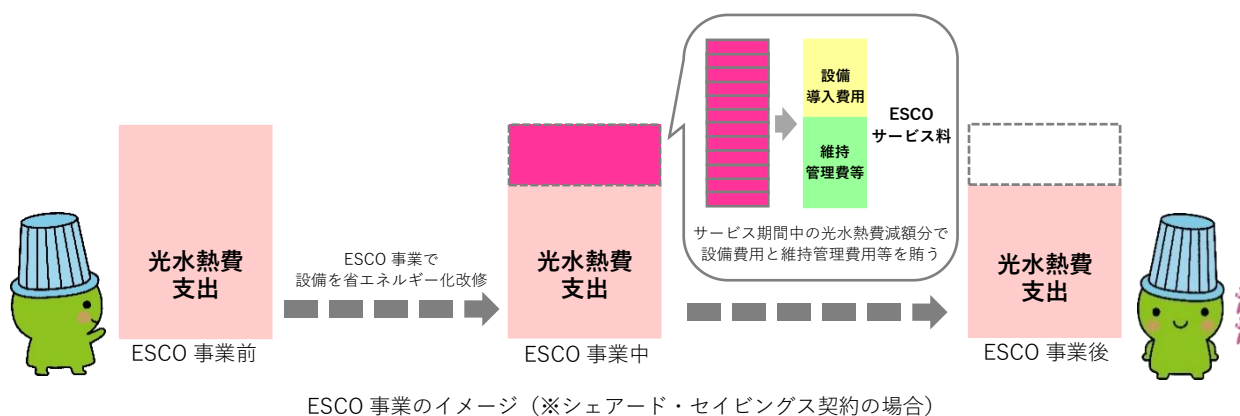 設備
導入費用
ESCO
サービス料
維持
管理費等
サービス期間中の光水熱費減額分で
設備費用と維持管理費用等を賄う
光水熱費
支出
ESCO 事業で
設備を省エネルギー化改修
光水熱費
支出
光水熱費
支出
ESCO 事業前
ESCO 事業中
ESCO 事業後
ESCO 事業のイメージ（※シェアード・セイビングス契約の場合）